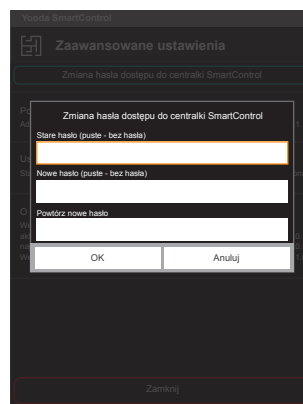 Yooda SmartControl
Zaawansowane ustawienia
Zmiana hasła dostępu do centralki SmartControl
Zmiana hasła dostępu do centralki SmartControl
Stare hasło (puste - bez hasła)
Nowe hasło (puste - bez hasła)
Powtórz nowe hasło
OK
Anuluj
Zamknij